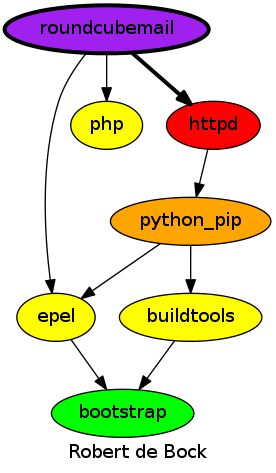 roundcubemail
php
httpd
python_pip
epel
buildtools
bootstrap
Robert de Bock